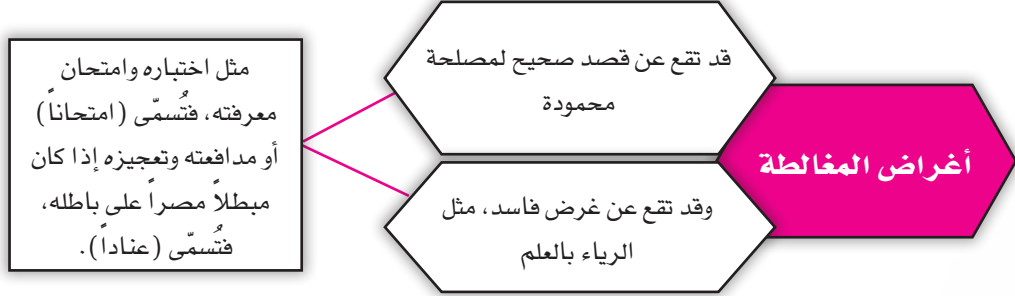 أغراض المغالطة
قد تقع عن قصد صحيح لمصلحة
محمودة
وقد تقع عن غرض فاسد، مثل
الرياء بالعلم
مثل اختباره وامتحان
معرفته، فتُسمّى (امتحاناً)
أو مدافعته وتعجيزه إذا كان
مبطلاً مصراً على باطله،
فتُسمّى (عناداً).